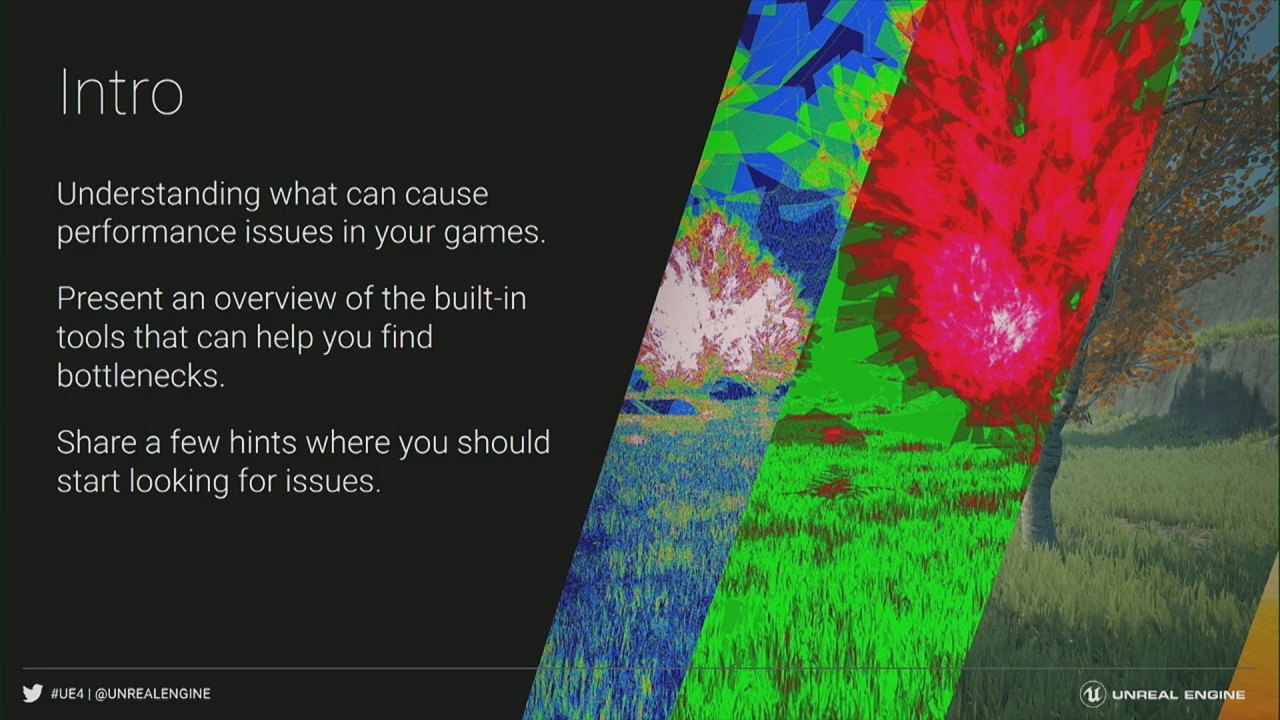 Intro
Understanding what can cause
performance issues in your games.
Present an overview of the built-in
tools that can help you find
bottlenecks.
Share a few hints where you should
start looking for issues.
#UE4 | @UNREALENGINE
UNREAL ENGINE